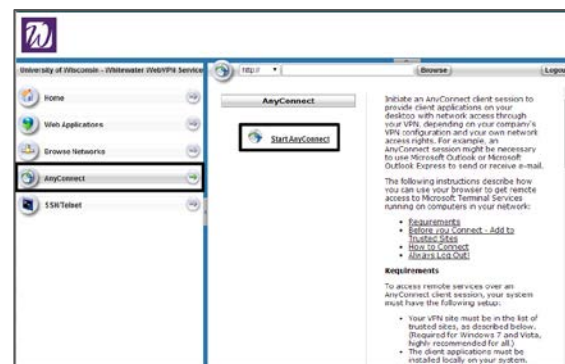 W
University of Wisconsin - Whitewater WebVPN Service
http://
Browse
Logou
Home
Web Applications
Browse Networks
AnyConnect
SSH/Telnet
AnyConnect
Start AnyConnect
Initiate an AnyConnect client session to
provide client applications on your
desktop with network access through
your VPN, depending on your company's
VPN configuration and your own network
access rights. For example, an
AnyConnect session might be necessary
to use Microsoft Outlook or Microsoft
Outlook Express to send or receive e-mail.
The following instructions describe how
you can use your browser to get remote
access to Microsoft Terminal Services
running on computers in your network:
Requirements
Before you Connect - Add to
Trusted Sites
How to Connect
Always Log Out!
Requirements
To access remote services over an
AnyConnect client session, your system
must have the following setup:
Your VPN site must be in the list of
trusted sites, as described below.
(Required for Windows 7 and Vista,
highly recommended for all.)
The client applications must be
installed locally on your system.